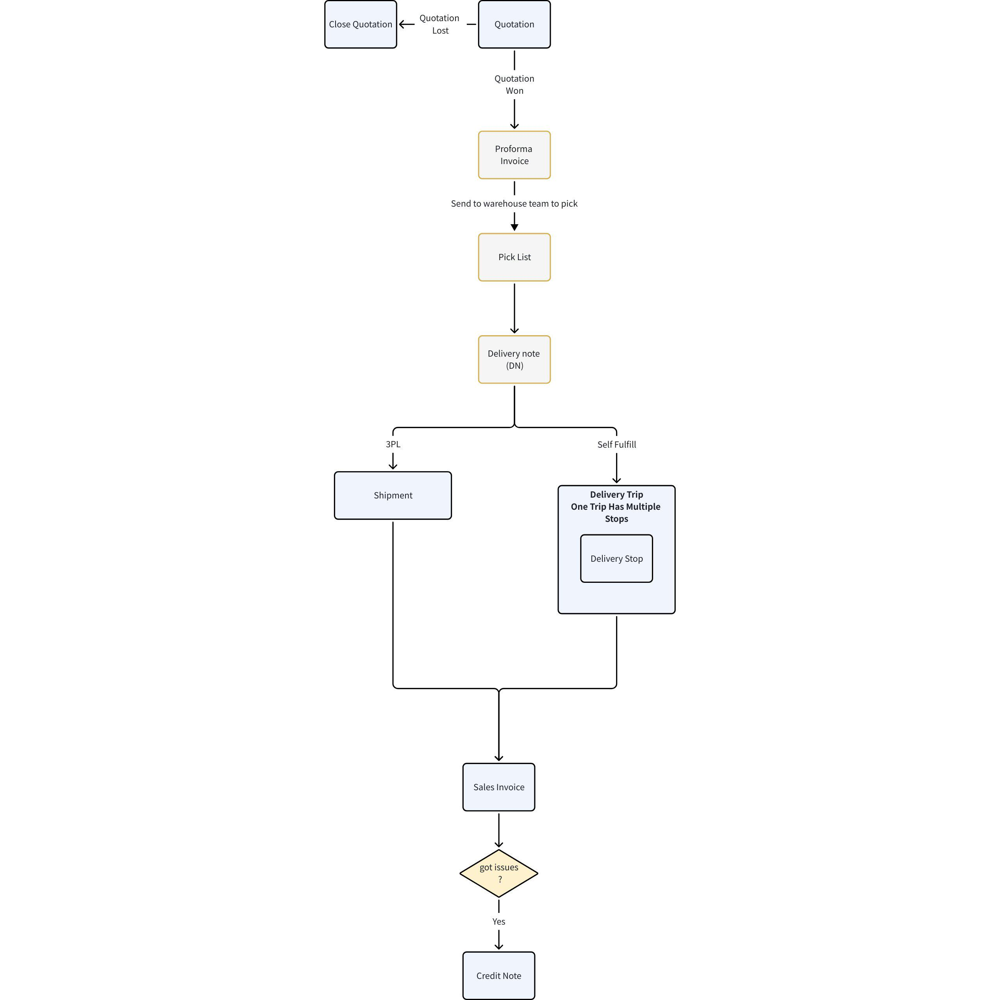 Close Quotation
Quotation
Lost
Quotation
Quotation
Won
Proforma
Invoice
Send to warehouse team to pick
Pick List
Delivery note
(DN)
3PL
Self Fulfill
Shipment
Delivery Trip
One Trip Has Multiple
Stops
Delivery Stop
Sales Invoice
got issues
?
Yes
Credit Note